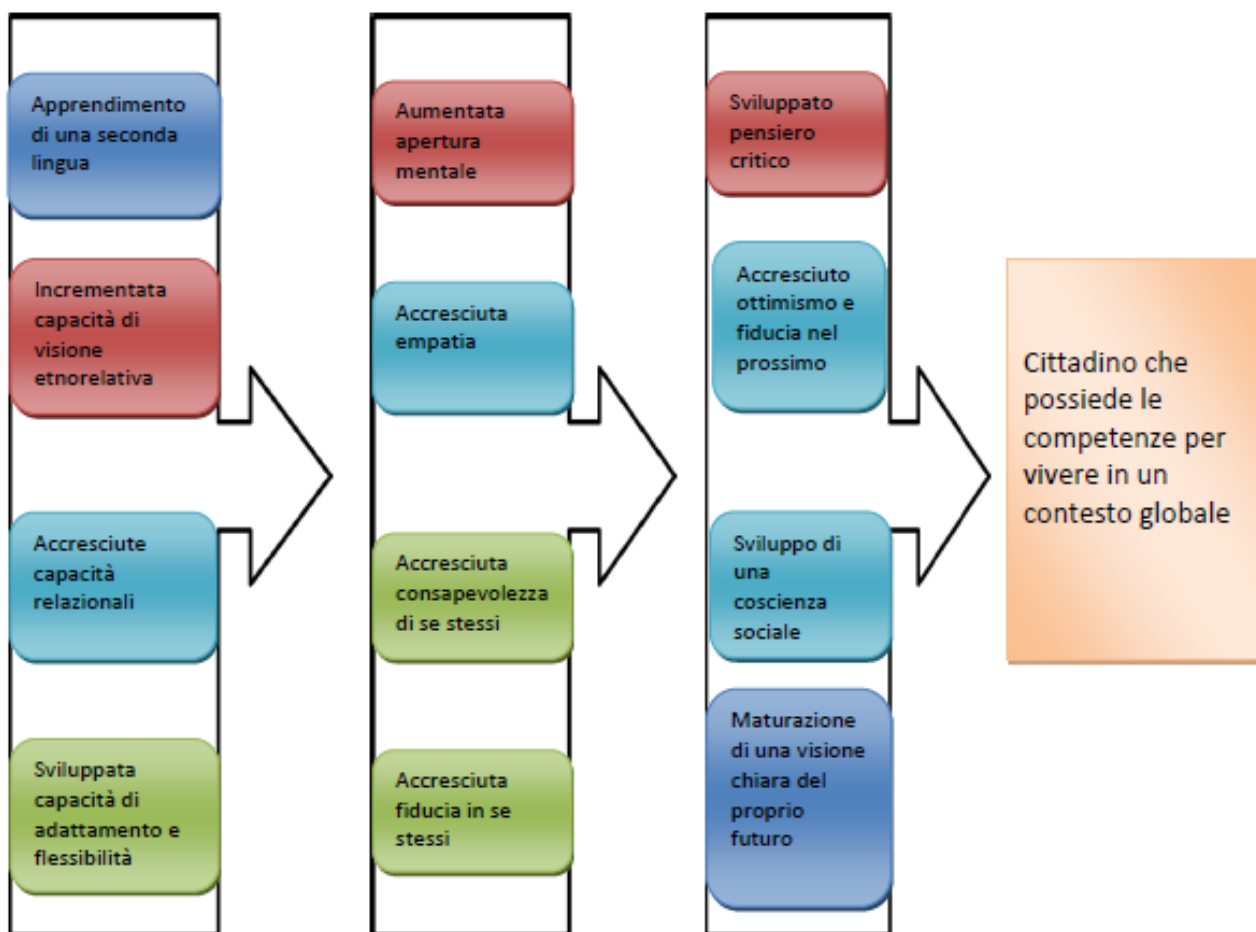 Apprendimento
di una seconda
lingua
Incrementata
capacità di
visione
etnorelativa
Accresciute
capacità
relazionali
Sviluppata
capacità di
adattamento e
flessibilità
Aumentata
apertura
mentale
Accresciuta
empatia
Accresciuta
consapevolezza
di se stessi
Accresciuta
fiducia in se
stessi
Sviluppato
pensiero
critico
Accresciuto
ottimismo e
fiducia nel
prossimo
Sviluppo di
una
coscienza
sociale
Maturazione
di una visione
chiara del
proprio
futuro
Cittadino che
possiede le
competenze per
vivere in un
contesto globale